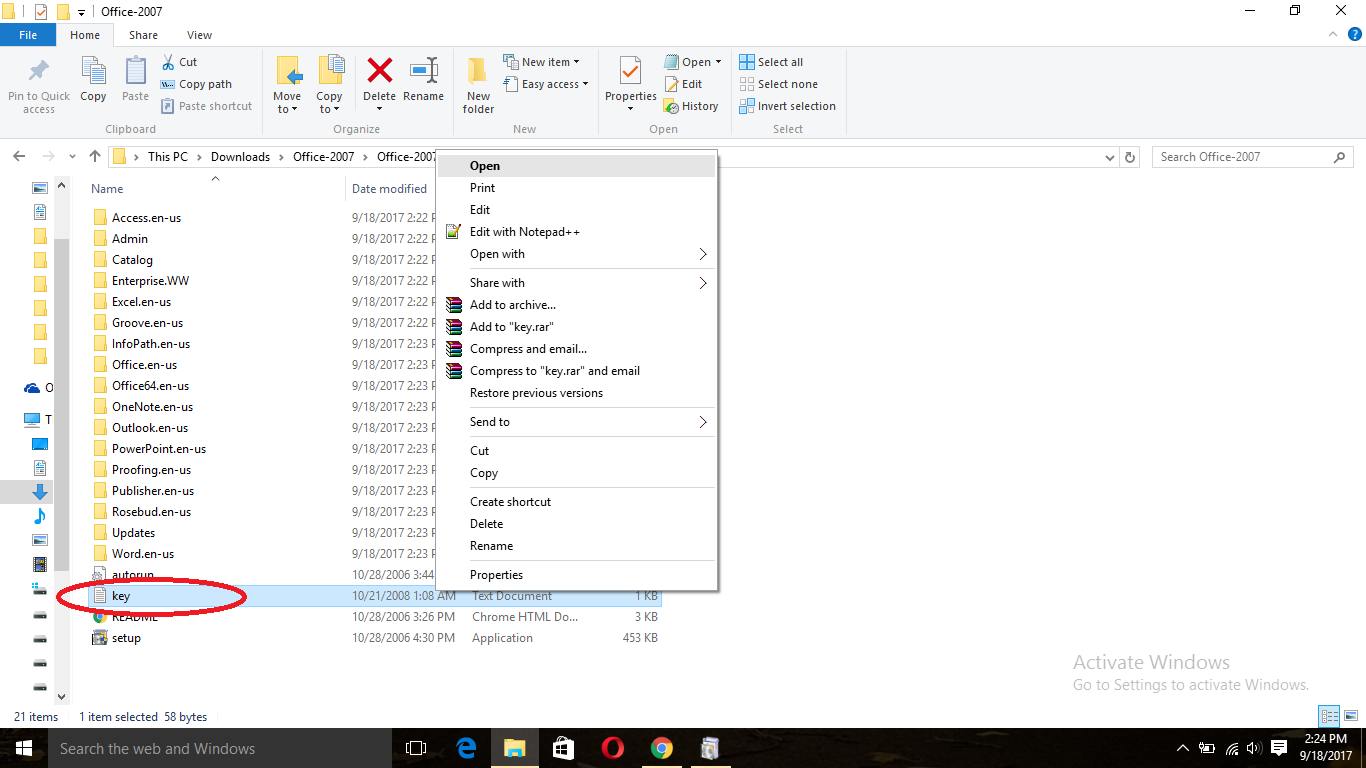 Office-2007
File Home Share View
Pin to Quick access
Copy
Paste
Cut
Copy path
Paste shortcut
Clipboard
Move to
Copy to
Delete
Rename
Organize
New folder
New item
Easy access
New
Properties
Open
Edit
History
Open
Select all
Select none
Invert selection
Select
This PC Downloads Office-2007 Office-2007
Search Office-2007
Name Date modified
Access.en-us 9/18/2017 2:22
Admin 9/18/2017 2:22
Catalog 9/18/2017 2:22
Enterprise.WW 9/18/2017 2:22
Excel.en-us 9/18/2017 2:22
Groove.en-us 9/18/2017 2:22
InfoPath.en-us 9/18/2017 2:23
Office.en-us 9/18/2017 2:23
Office64.en-us 9/18/2017 2:23
OneNote.en-us 9/18/2017 2:23
Outlook.en-us 9/18/2017 2:23
PowerPoint.en-us 9/18/2017 2:23
Proofing.en-us 9/18/2017 2:23
Publisher.en-us 9/18/2017 2:23
Rosebud.en-us 9/18/2017 2:23
Updates 9/18/2017 2:23
Word.en-us 9/18/2017 2:23
autorun 10/28/2006 3:44
key 10/21/2008 1:08 AM Text Document 1 KB
README 10/28/2006 3:26 PM Chrome HTML Do... 3 KB
setup 10/28/2006 4:30 PM Application 453 KB
Open
Print
Edit
Edit with Notepad++
Open with
Share with
Add to archive...
Add to "key.rar"
Compress and email...
Compress to "key.rar" and email
Restore previous versions
Send to
Cut
Copy
Create shortcut
Delete
Rename
Properties
Activate Windows
Go to Settings to activate Windows.
21 items 1 item selected 58 bytes
Search the web and Windows
2:24 PM
9/18/2017